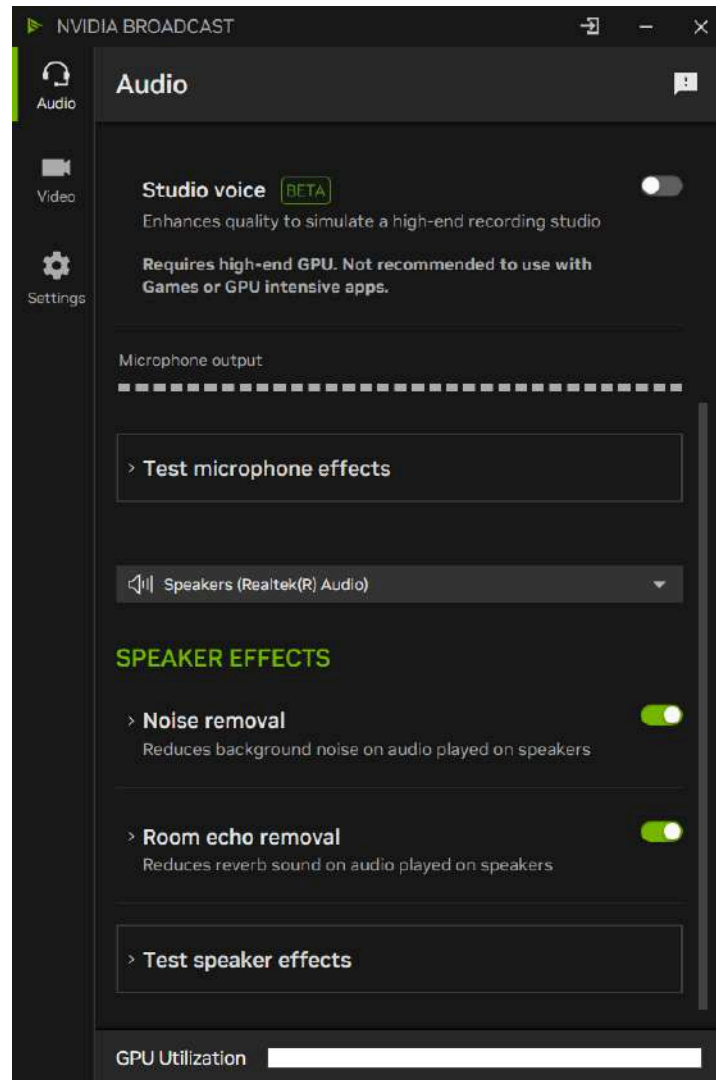 NVIDIA BROADCAST
Audio
Audio
Video
Settings
Studio voice BETA
Enhances quality to simulate a high-end recording studio
Requires high-end GPU. Not recommended to use with
Games or GPU intensive apps.
Microphone output
> Test microphone effects
Speakers (Realtek(R) Audio)
SPEAKER EFFECTS
> Noise removal
Reduces background noise on audio played on speakers
> Room echo removal
Reduces reverb sound on audio played on speakers
> Test speaker effects
GPU Utilization